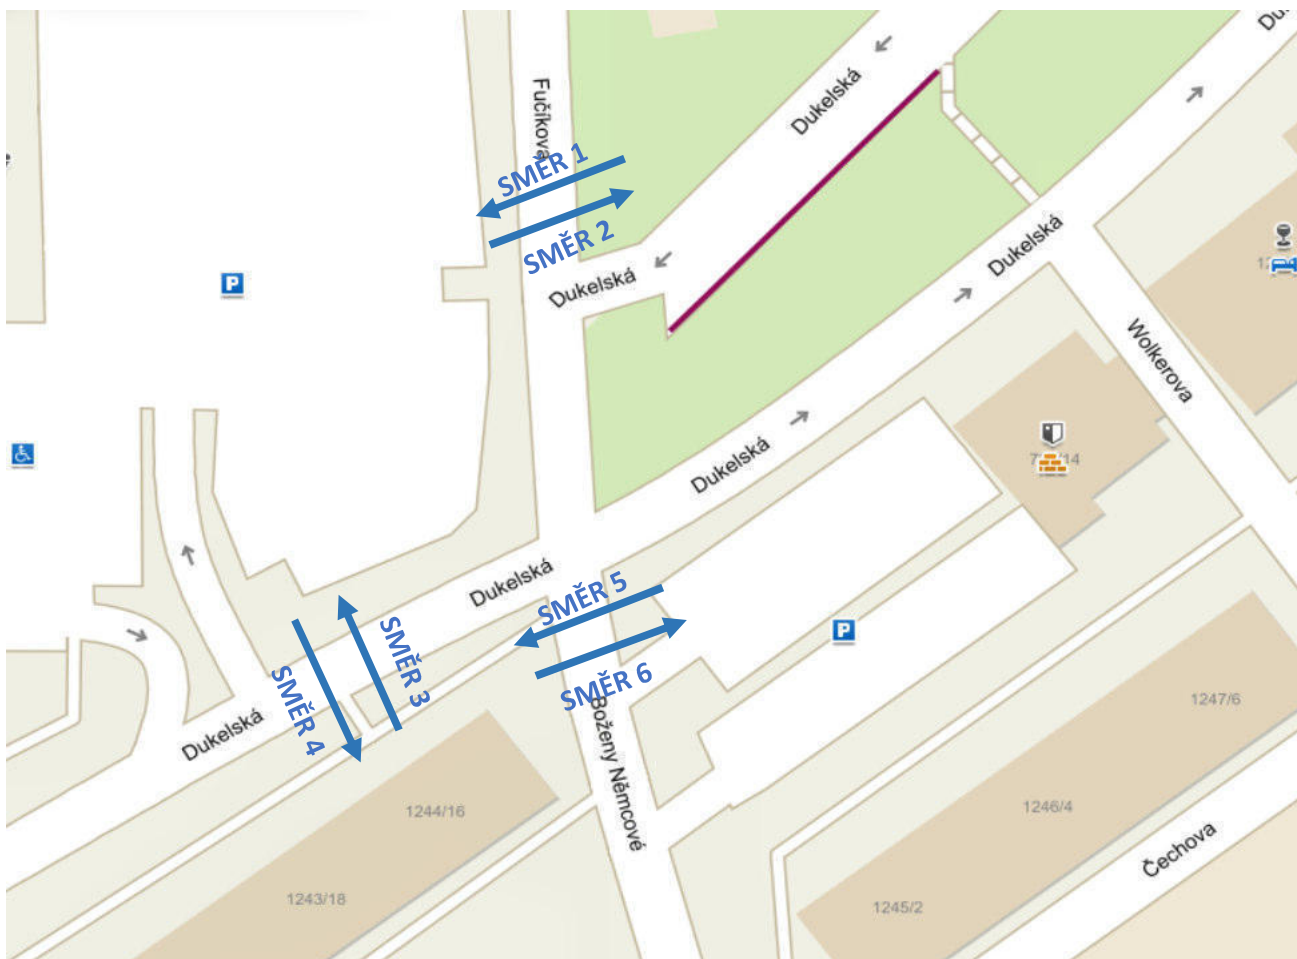 Du
Dukelská
Fučíkova
SMĚR 1
SMĚR 2
Dukelská
Dukelská
P
Wolkerova
Dukelská
Dukelská
SMĚR 5
SMĚR 3
SMĚR 6
P
SMĚR 4
Dukelská
Boženy Němcové
1247/6
1244/16
1246/4
Čechova
1243/18
1245/2